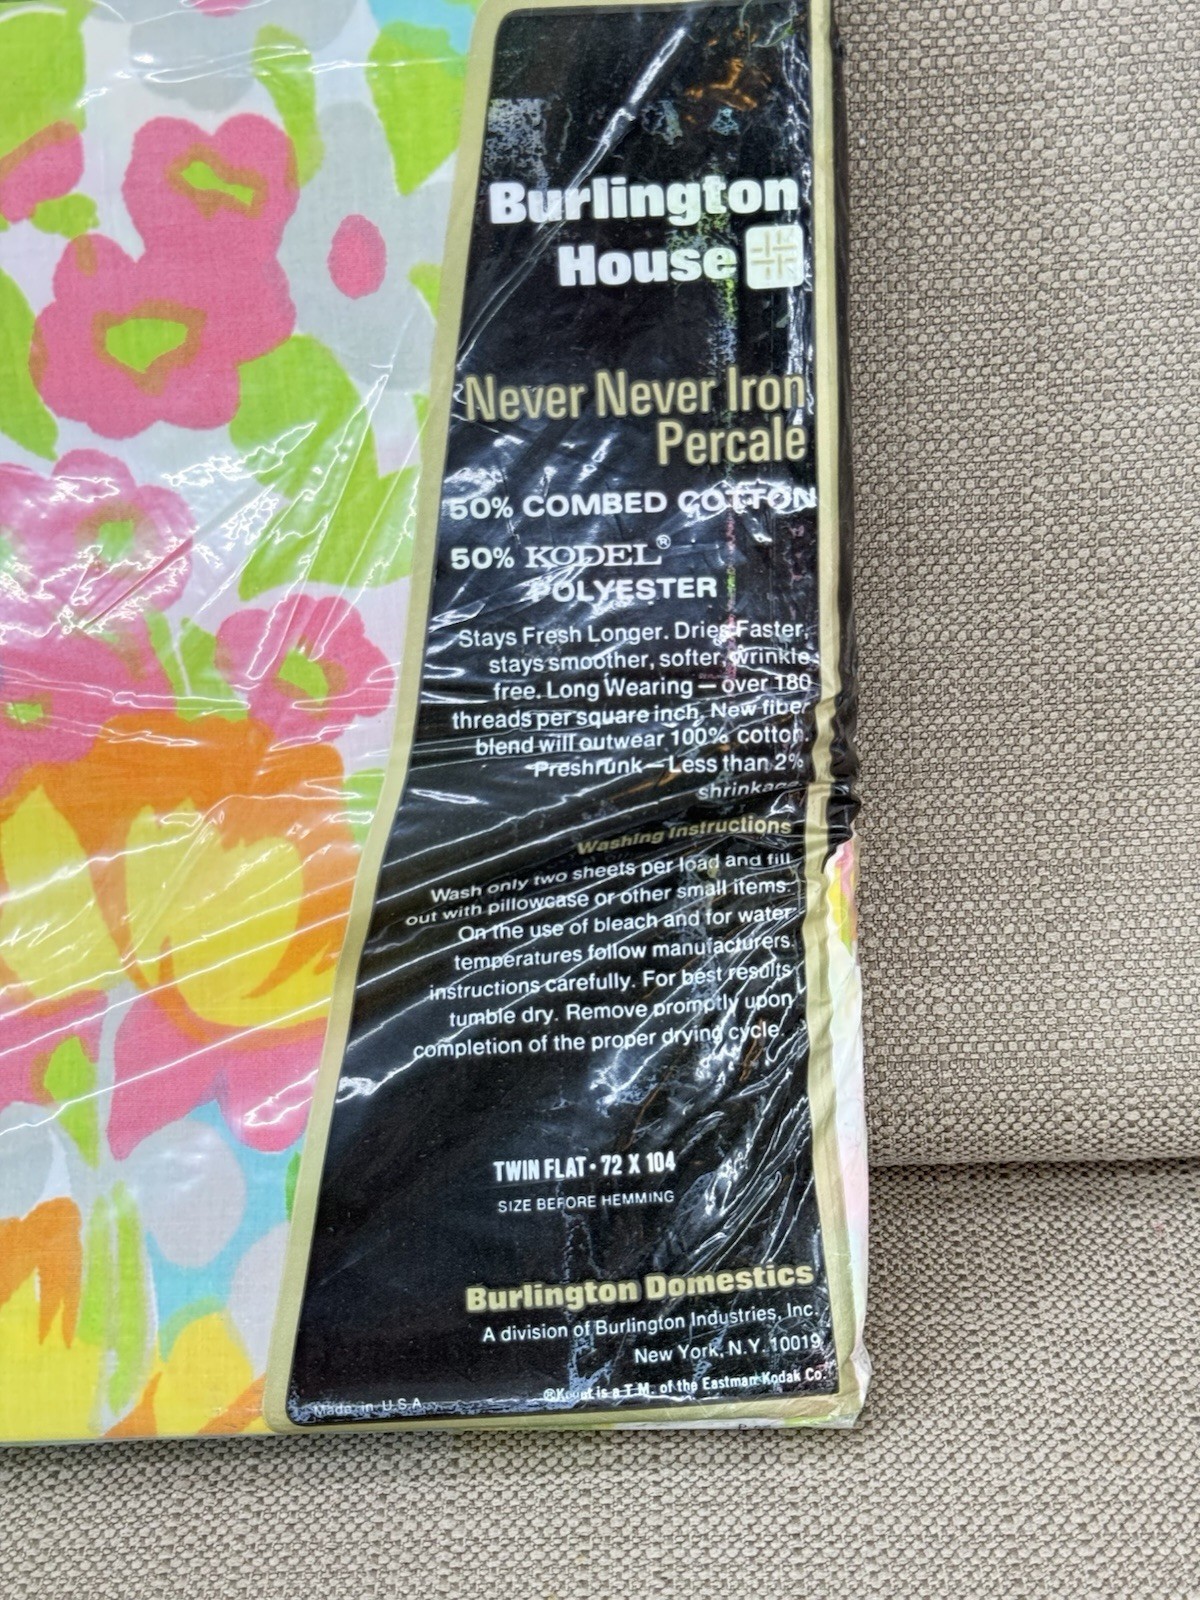 Burlington
House
Never Never Iron
Percale
50% COMBED COTTON
50% KODEL®
POLYESTER
Stays Fresh Longer. Dries Faster,
stays smoother, softer, wrinkle
free. Long Wearing — over 180
threads per square inch. New fiber
blend will outwear 100% cotton.
Preshrunk — Less than 2%
shrinkage
Washing Instructions
Wash only two sheets per load and fill
out with pillowcase or other small items.
On the use of bleach and for water
temperatures follow manufacturers
instructions carefully. For best results
tumble dry. Remove promptly upon
completion of the proper drying cycle.
TWIN FLAT • 72 X 104
SIZE BEFORE HEMMING
Burlington Domestics
A division of Burlington Industries, Inc.
New York, N.Y. 10019
®Kodel is a T.M. of the Eastman Kodak Co.
Made in U.S.A.